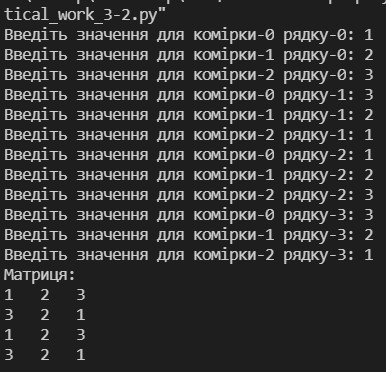 tical_work_3-2.py"
Введіть значення для комірки-0 рядку-0: 1
Введіть значення для комірки-1 рядку-0: 2
Введіть значення для комірки-2 рядку-0: 3
Введіть значення для комірки-0 рядку-1: 3
Введіть значення для комірки-1 рядку-1: 2
Введіть значення для комірки-2 рядку-1: 1
Введіть значення для комірки-0 рядку-2: 1
Введіть значення для комірки-1 рядку-2: 2
Введіть значення для комірки-2 рядку-2: 3
Введіть значення для комірки-0 рядку-3: 3
Введіть значення для комірки-1 рядку-3: 2
Введіть значення для комірки-2 рядку-3: 1
Матриця:
1 2 3
3 2 1
1 2 3
3 2 1